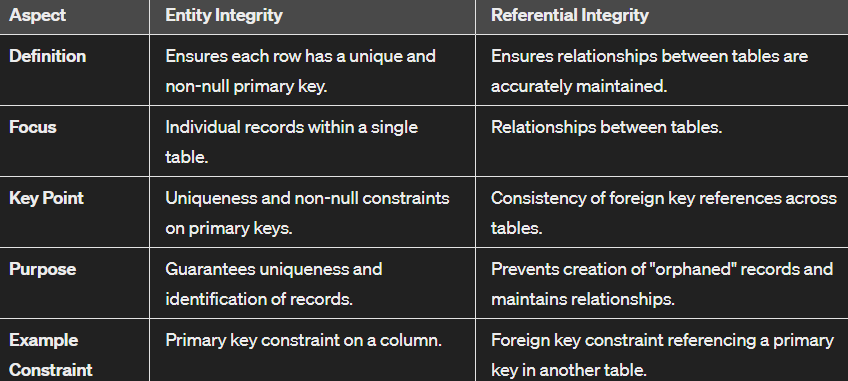 Aspect Entity Integrity Referential Integrity
Definition Ensures each row has a unique and Ensures relationships between tables are
non-null primary key. accurately maintained.
Focus Individual records within a single Relationships between tables.
table.
Key Point Uniqueness and non-null constraints Consistency of foreign key references across
on primary keys. tables.
Purpose Guarantees uniqueness and Prevents creation of "orphaned" records and
identification of records. maintains relationships.
Example Primary key constraint on a column. Foreign key constraint referencing a primary
Constraint key in another table.